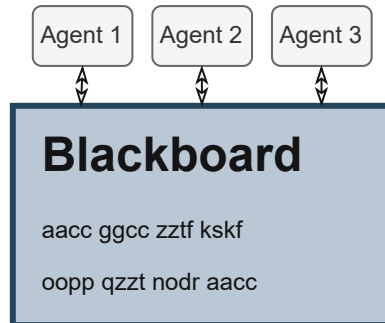 Agent 1 Agent 2 Agent 3
Blackboard
aacc ggcc zztf kskf
oopp qzzt nodr aacc